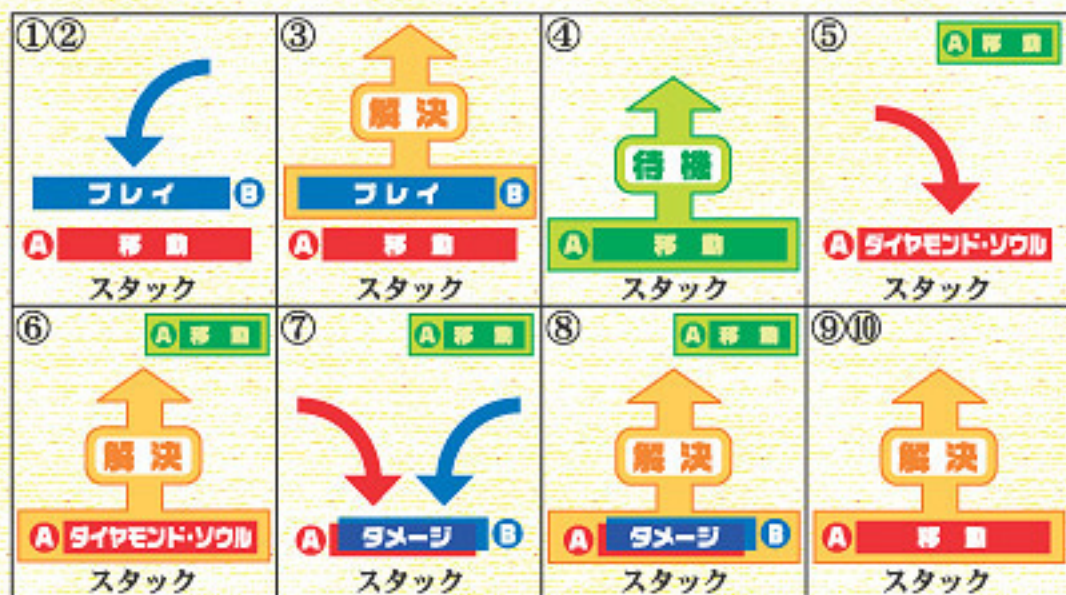 ①②
プレイ B
A 移動
スタック
③
解決
プレイ B
A 移動
スタック
④
待機
A 移動
スタック
⑤
A 移動
A ダイヤモンド・ソウル
スタック
⑥
A 移動
解決
A ダイヤモンド・ソウル
スタック
⑦
A 移動
A ダメージ B
スタック
⑧
A 移動
解決
A ダメージ B
スタック
⑨⑩
解決
A 移動
スタック